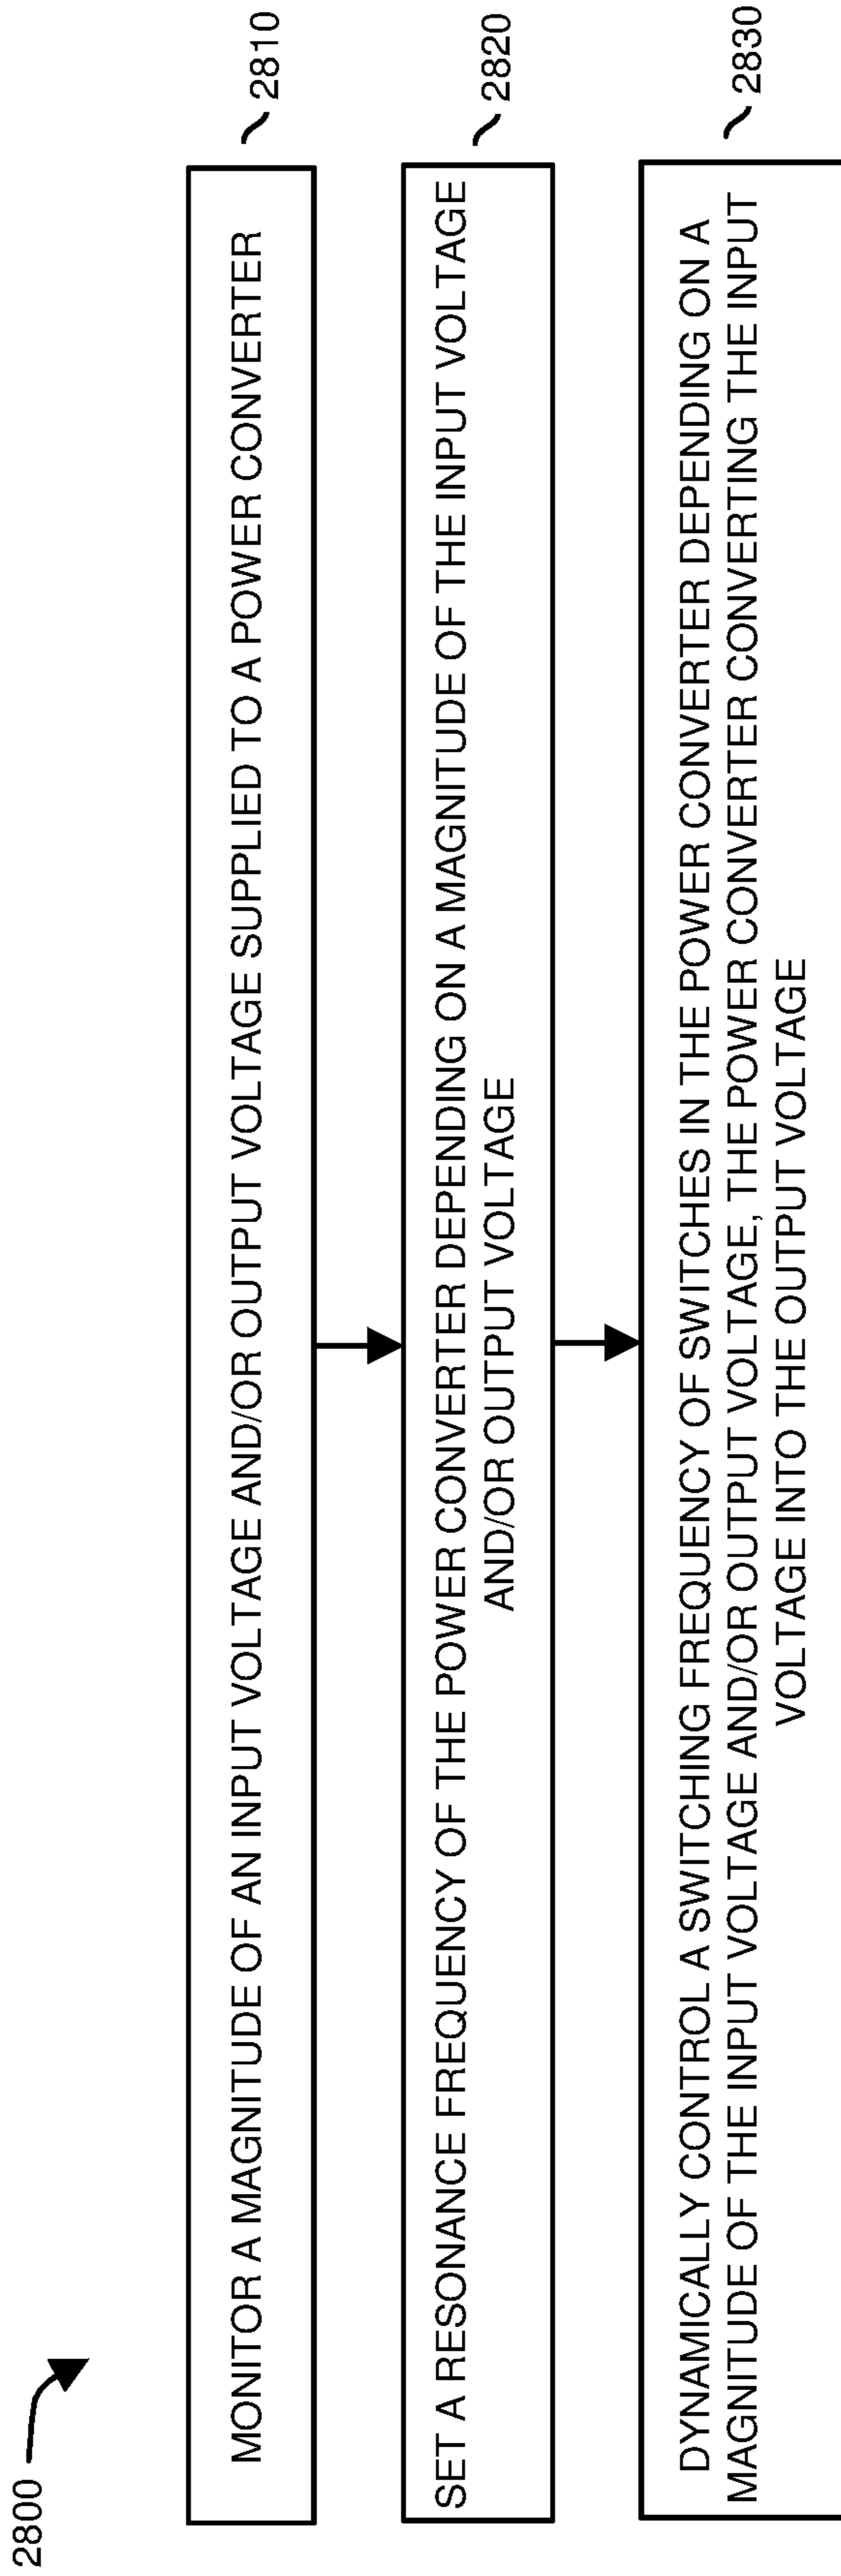 2800
MONITOR A MAGNITUDE OF AN INPUT VOLTAGE AND/OR OUTPUT VOLTAGE SUPPLIED TO A POWER CONVERTER
2810
SET A RESONANCE FREQUENCY OF THE POWER CONVERTER DEPENDING ON A MAGNITUDE OF THE INPUT VOLTAGE
AND/OR OUTPUT VOLTAGE
2820
DYNAMICALLY CONTROL A SWITCHING FREQUENCY OF SWITCHES IN THE POWER CONVERTER DEPENDING ON A
MAGNITUDE OF THE INPUT VOLTAGE AND/OR OUTPUT VOLTAGE, THE POWER CONVERTER CONVERTING THE INPUT
VOLTAGE INTO THE OUTPUT VOLTAGE
2830